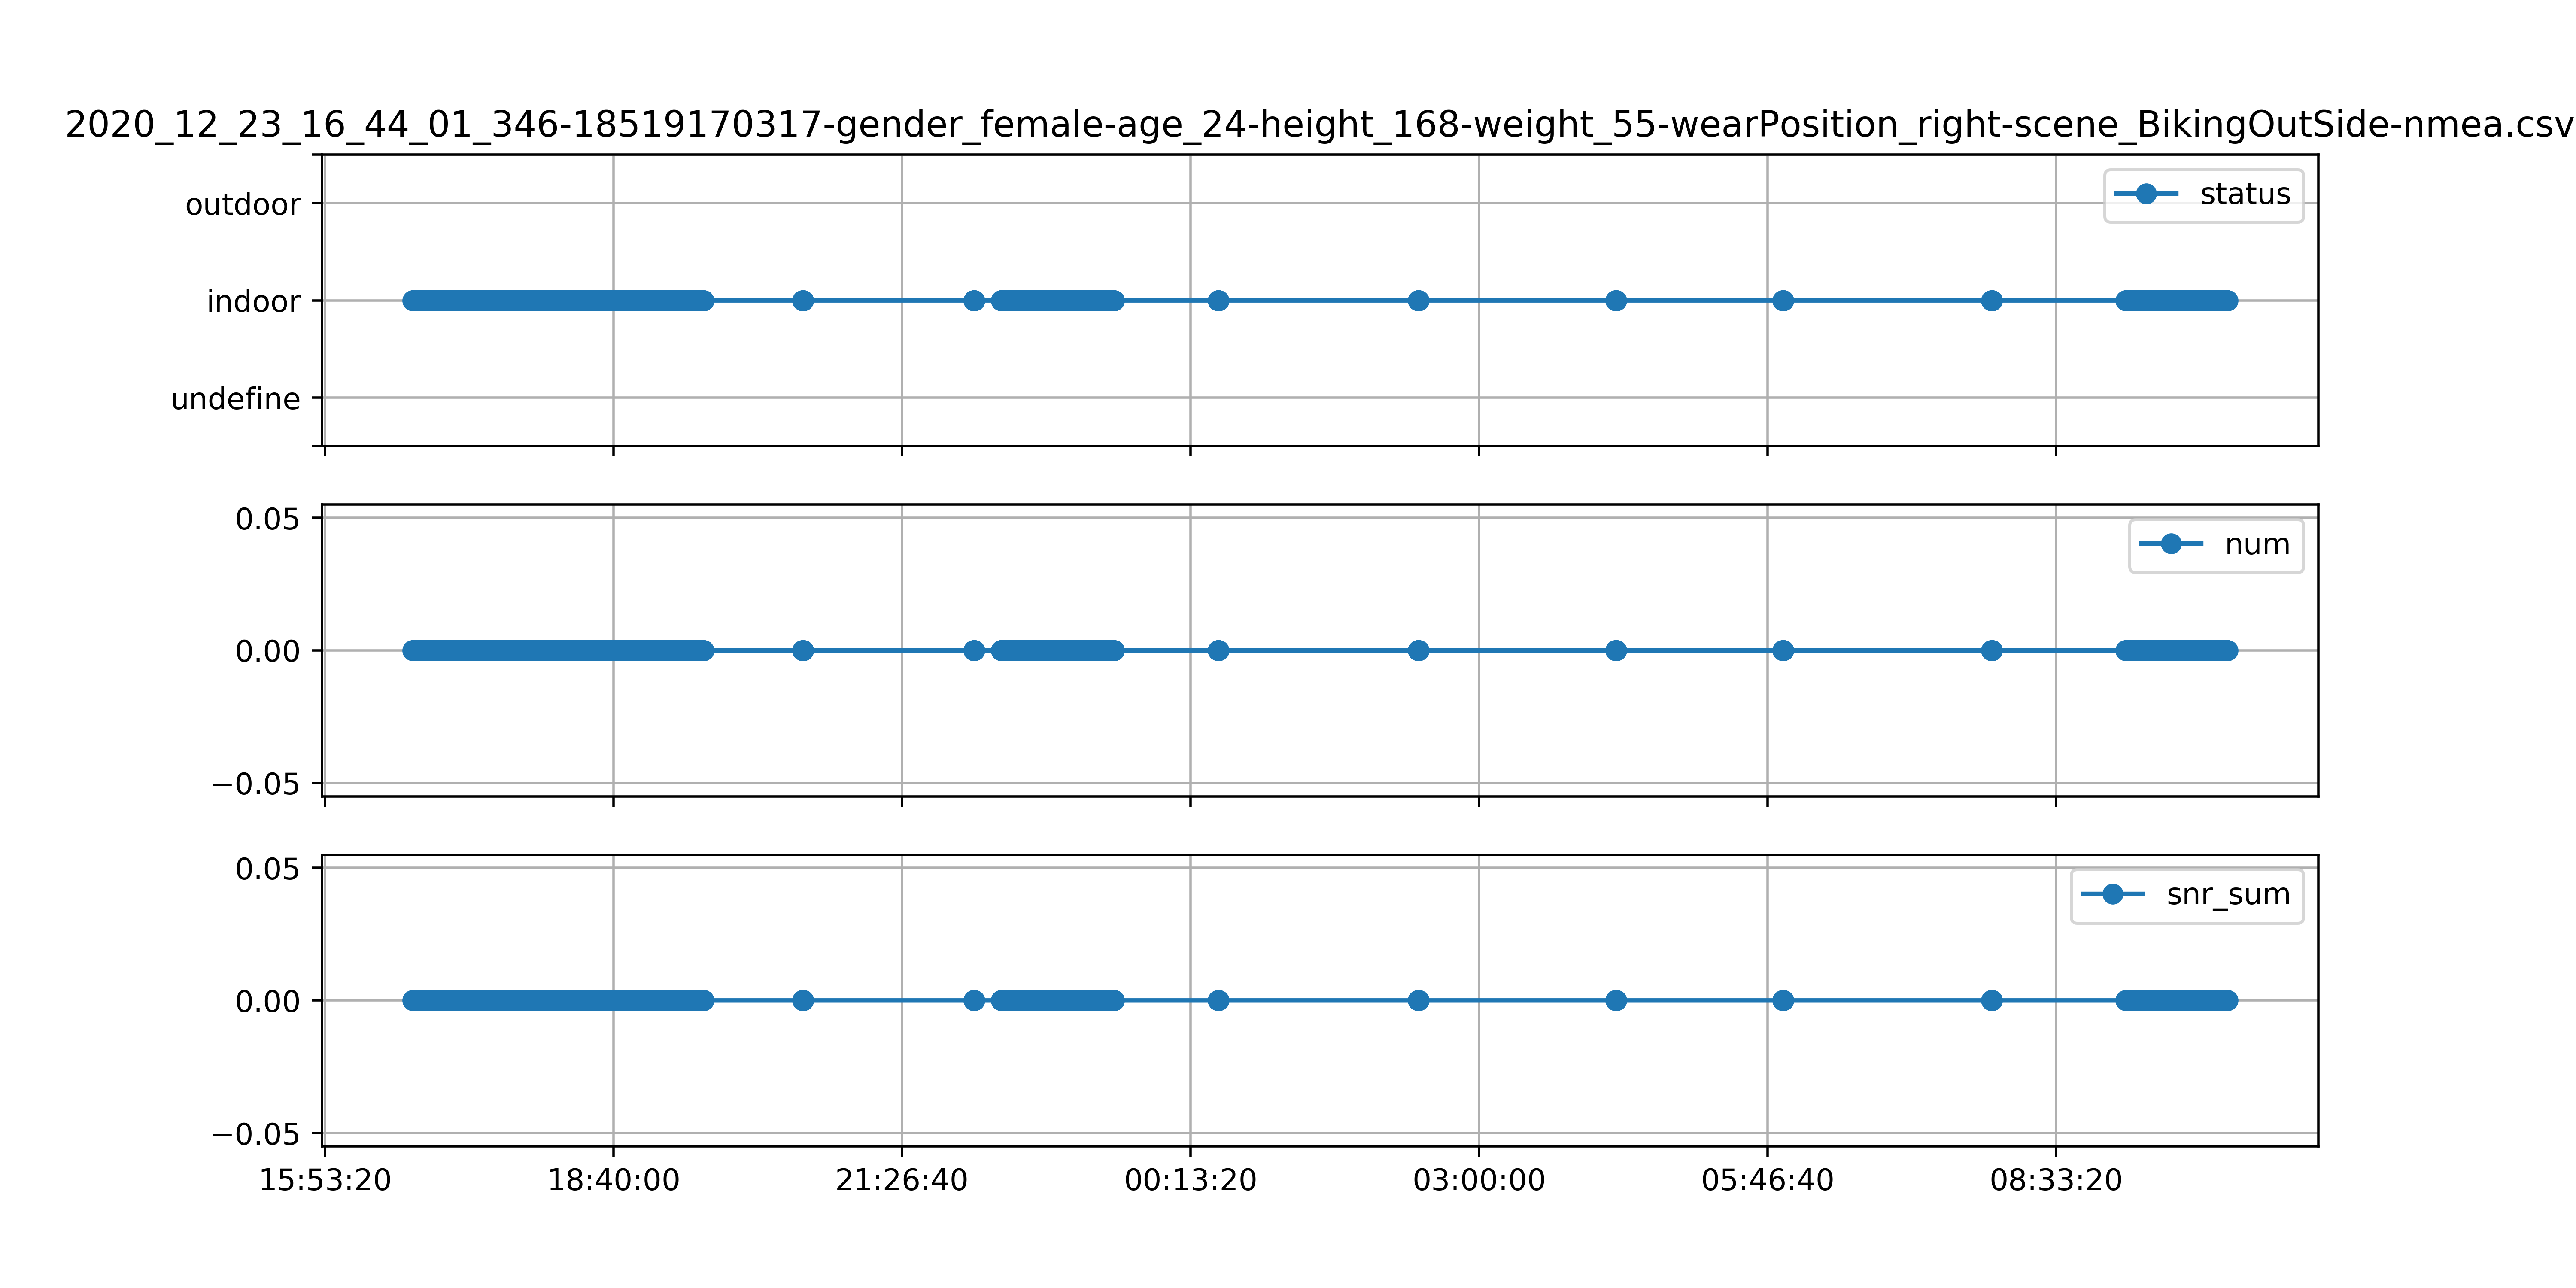 2020_12_23_16_44_01_346-18519170317-gender_female-age_24-height_168-weight_55-wearPosition_right-scene_BikingOutSide-nmea.csv
outdoor
status
indoor
undefine
0.05
num
0.00
−0.05
0.05
snr_sum
0.00
−0.05
15:53:20 18:40:00 21:26:40 00:13:20 03:00:00 05:46:40 08:33:20